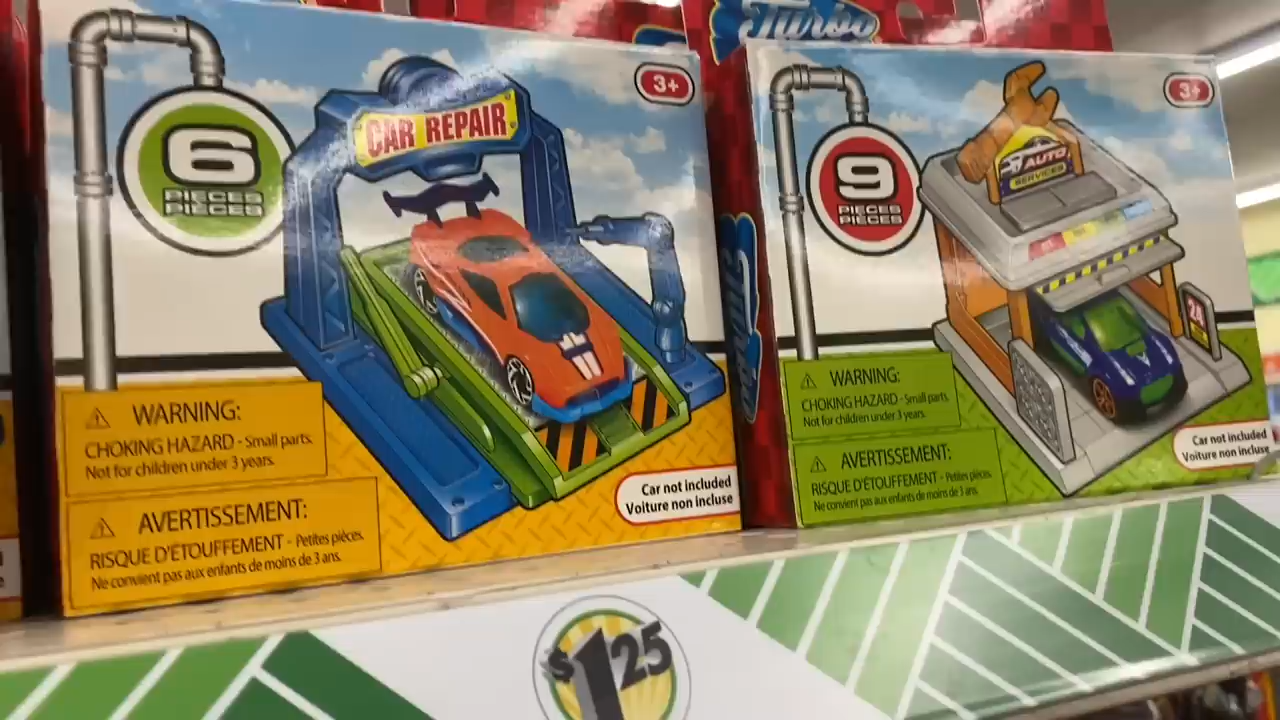 Turbo
6
PIECES
PIECES
CAR REPAIR
3+
WARNING:
CHOKING HAZARD - Small parts.
Not for children under 3 years.
AVERTISSEMENT:
RISQUE D'ÉTOUFFEMENT - Petites pièces.
Ne convient pas aux enfants de moins de 3 ans.
Car not included
Voiture non incluse
9
PIECES
PIECES
AUTO
SERVICES
3+
24
WARNING:
CHOKING HAZARD - Small parts.
Not for children under 3 years.
AVERTISSEMENT:
RISQUE D'ÉTOUFFEMENT - Petites pièces.
Ne convient pas aux enfants de moins de 3 ans.
Car not included
Voiture non incluse
$1.25